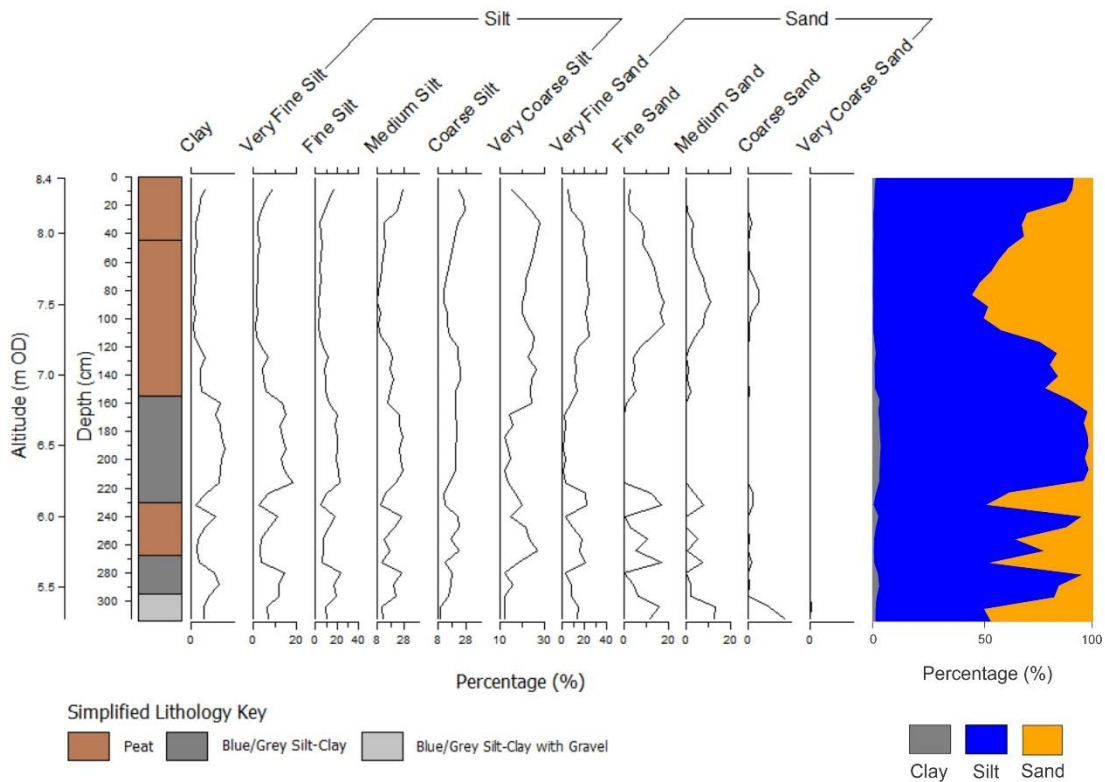 Silt Sand
Clay
Very Fine Silt
Fine Silt
Medium Silt
Coarse Silt
Very Coarse Silt
Very Fine Sand
Fine Sand
Medium Sand
Coarse Sand
Very Coarse Sand
Altitude (m OD)
8.4
8.0
7.5
7.0
6.5
6.0
5.5
Depth (cm)
0
20
40
60
80
100
120
140
160
180
200
220
240
260
280
300
0 0 20 0 20 40 8 28 8 28 10 30 0 20 40 0 20 0 20 0 0 0 50 100
Percentage (%)
Percentage (%)
Simplified Lithology Key
Peat Blue/Grey Silt-Clay Blue/Grey Silt-Clay with Gravel
Clay Silt Sand